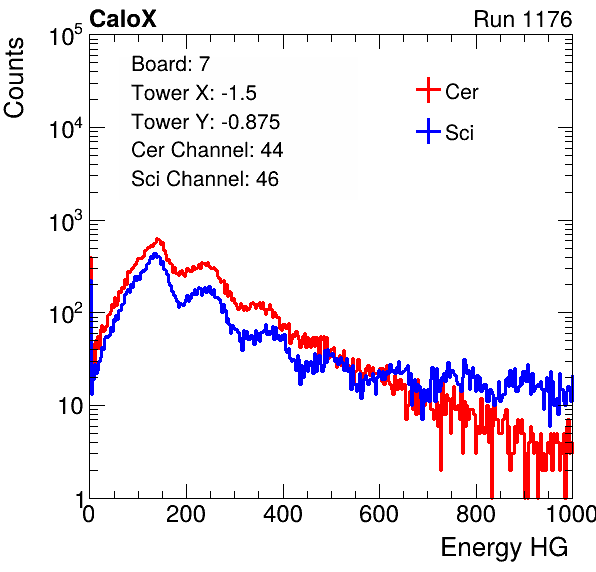 CaloX Run 1176
Counts
10^5
10^4
10^3
10^2
10
1
Board: 7
Tower X: -1.5
Tower Y: -0.875
Cer Channel: 44
Sci Channel: 46
Cer
Sci
0 200 400 600 800 1000
Energy HG